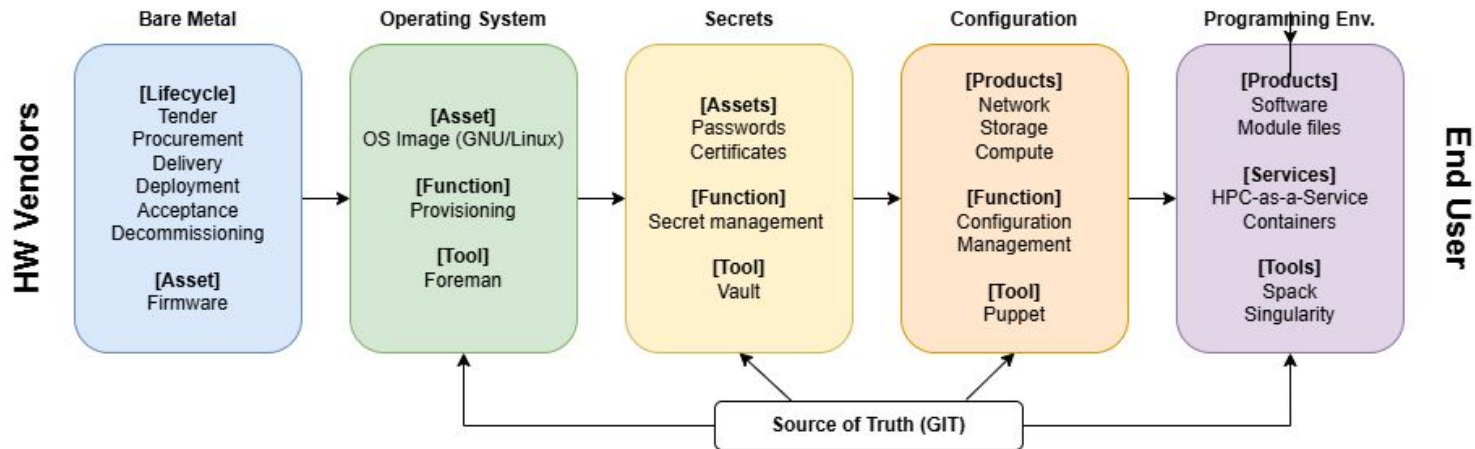 Bare Metal
Operating System
Secrets
Configuration
Programming Env.
HW Vendors
[Lifecycle]
Tender
Procurement
Delivery
Deployment
Acceptance
Decommissioning
[Asset]
Firmware
[Asset]
OS Image (GNU/Linux)
[Function]
Provisioning
[Tool]
Foreman
[Assets]
Passwords
Certificates
[Function]
Secret management
[Tool]
Vault
[Products]
Network
Storage
Compute
[Function]
Configuration
Management
[Tool]
Puppet
[Products]
Software
Module files
[Services]
HPC-as-a-Service
Containers
[Tools]
Spack
Singularity
End User
Source of Truth (GIT)